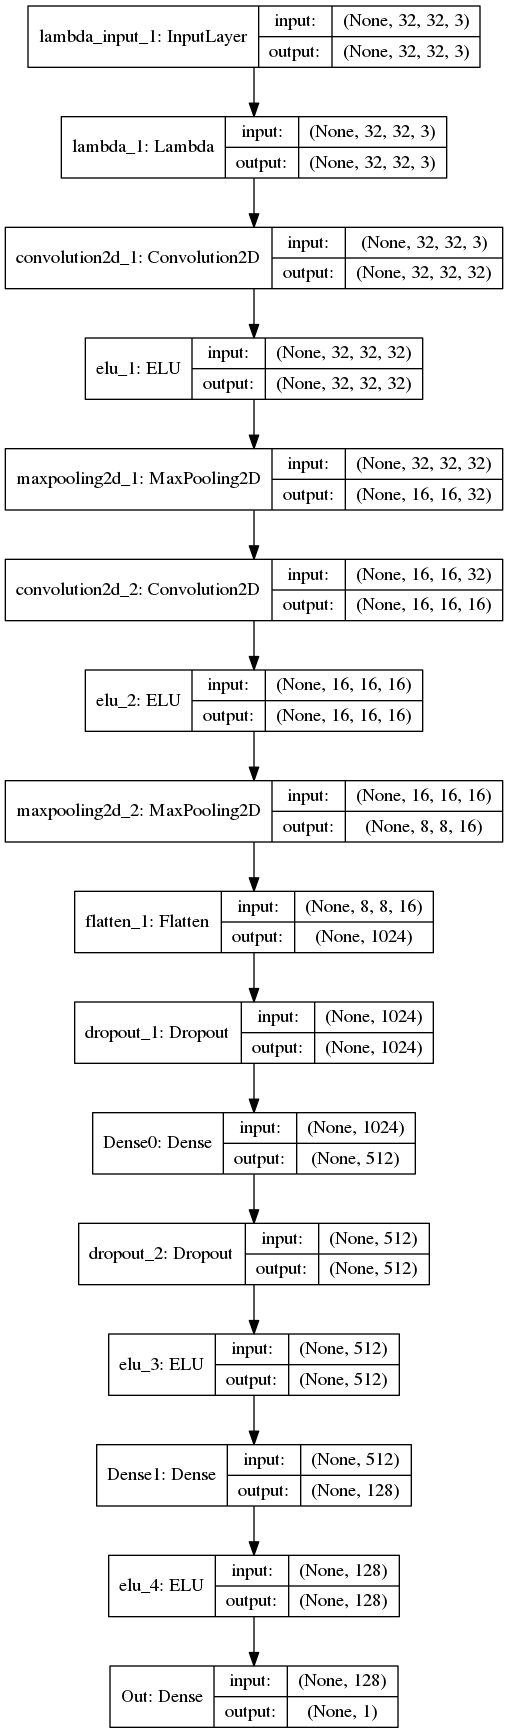 lambda_input_1: InputLayer
input: (None, 32, 32, 3)
output: (None, 32, 32, 3)
lambda_1: Lambda
input: (None, 32, 32, 3)
output: (None, 32, 32, 3)
convolution2d_1: Convolution2D
input: (None, 32, 32, 3)
output: (None, 32, 32, 32)
elu_1: ELU
input: (None, 32, 32, 32)
output: (None, 32, 32, 32)
maxpooling2d_1: MaxPooling2D
input: (None, 32, 32, 32)
output: (None, 16, 16, 32)
convolution2d_2: Convolution2D
input: (None, 16, 16, 32)
output: (None, 16, 16, 16)
elu_2: ELU
input: (None, 16, 16, 16)
output: (None, 16, 16, 16)
maxpooling2d_2: MaxPooling2D
input: (None, 16, 16, 16)
output: (None, 8, 8, 16)
flatten_1: Flatten
input: (None, 8, 8, 16)
output: (None, 1024)
dropout_1: Dropout
input: (None, 1024)
output: (None, 1024)
Dense0: Dense
input: (None, 1024)
output: (None, 512)
dropout_2: Dropout
input: (None, 512)
output: (None, 512)
elu_3: ELU
input: (None, 512)
output: (None, 512)
Dense1: Dense
input: (None, 512)
output: (None, 128)
elu_4: ELU
input: (None, 128)
output: (None, 128)
Out: Dense
input: (None, 128)
output: (None, 1)